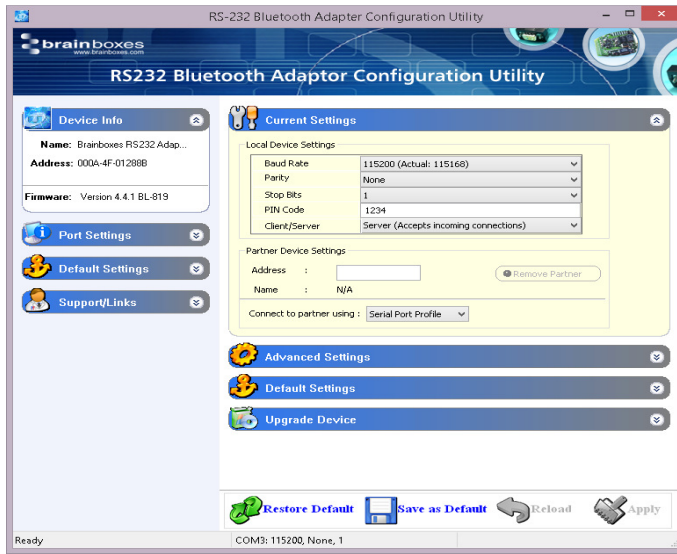 RS-232 Bluetooth Adapter Configuration Utility
brainboxes
www.brainboxes.com
RS232 Bluetooth Adaptor Configuration Utility
Device Info
Name: Brainboxes RS232 Adap...
Address: 000A-4F-01288B
Firmware: Version 4.4.1 BL-819
Port Settings
Default Settings
Support/Links
Current Settings
Local Device Settings
Baud Rate 115200 (Actual: 115168)
Parity None
Stop Bits 1
PIN Code 1234
Client/Server Server (Accepts incoming connections)
Partner Device Settings
Address :
Remove Partner
Name : N/A
Connect to partner using : Serial Port Profile
Advanced Settings
Default Settings
Upgrade Device
Restore Default Save as Default Reload Apply
Ready COM3: 115200, None, 1